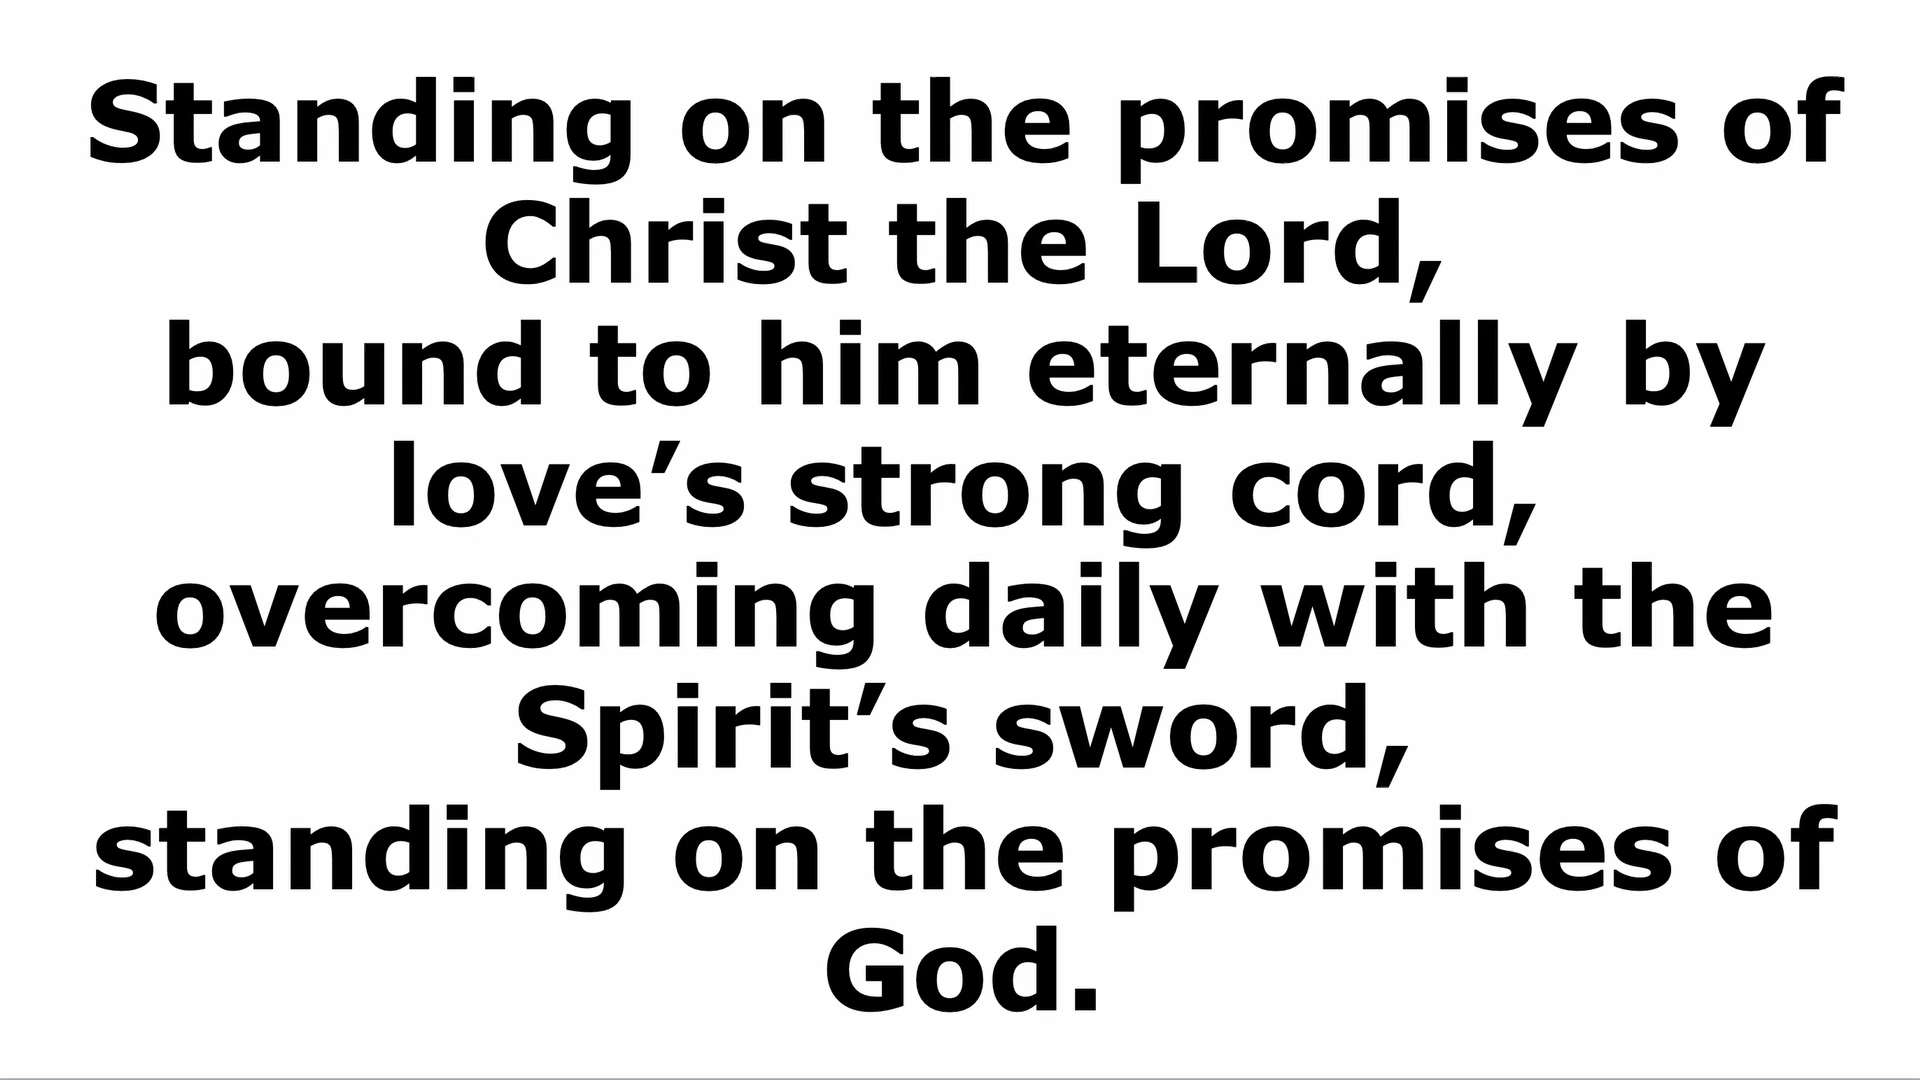 Standing on the promises of
Christ the Lord,
bound to him eternally by
love’s strong cord,
overcoming daily with the
Spirit’s sword,
standing on the promises of
God.